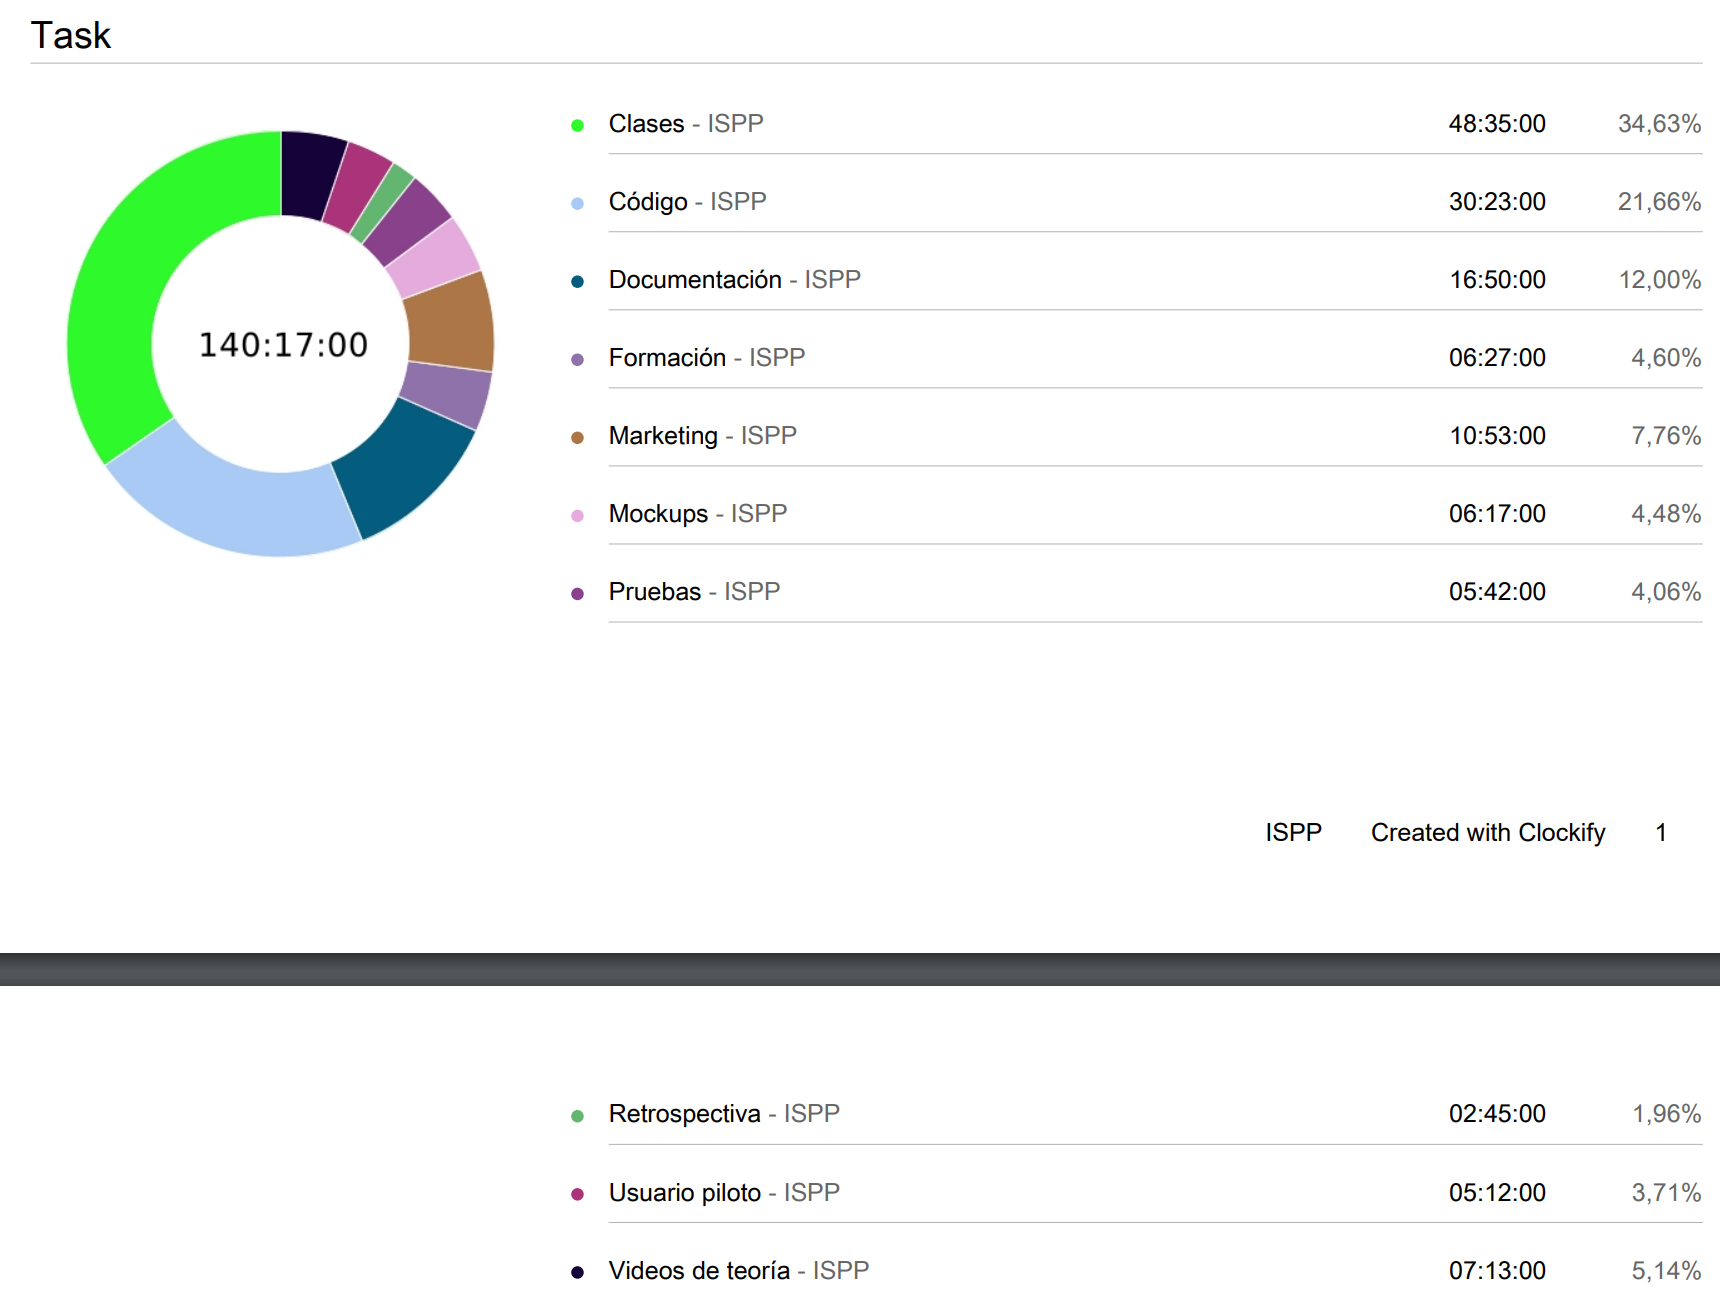 Task
140:17:00
Clases - ISPP 48:35:00 34,63%
Código - ISPP 30:23:00 21,66%
Documentación - ISPP 16:50:00 12,00%
Formación - ISPP 06:27:00 4,60%
Marketing - ISPP 10:53:00 7,76%
Mockups - ISPP 06:17:00 4,48%
Pruebas - ISPP 05:42:00 4,06%
ISPP Created with Clockify 1
Retrospectiva - ISPP 02:45:00 1,96%
Usuario piloto - ISPP 05:12:00 3,71%
Videos de teoría - ISPP 07:13:00 5,14%